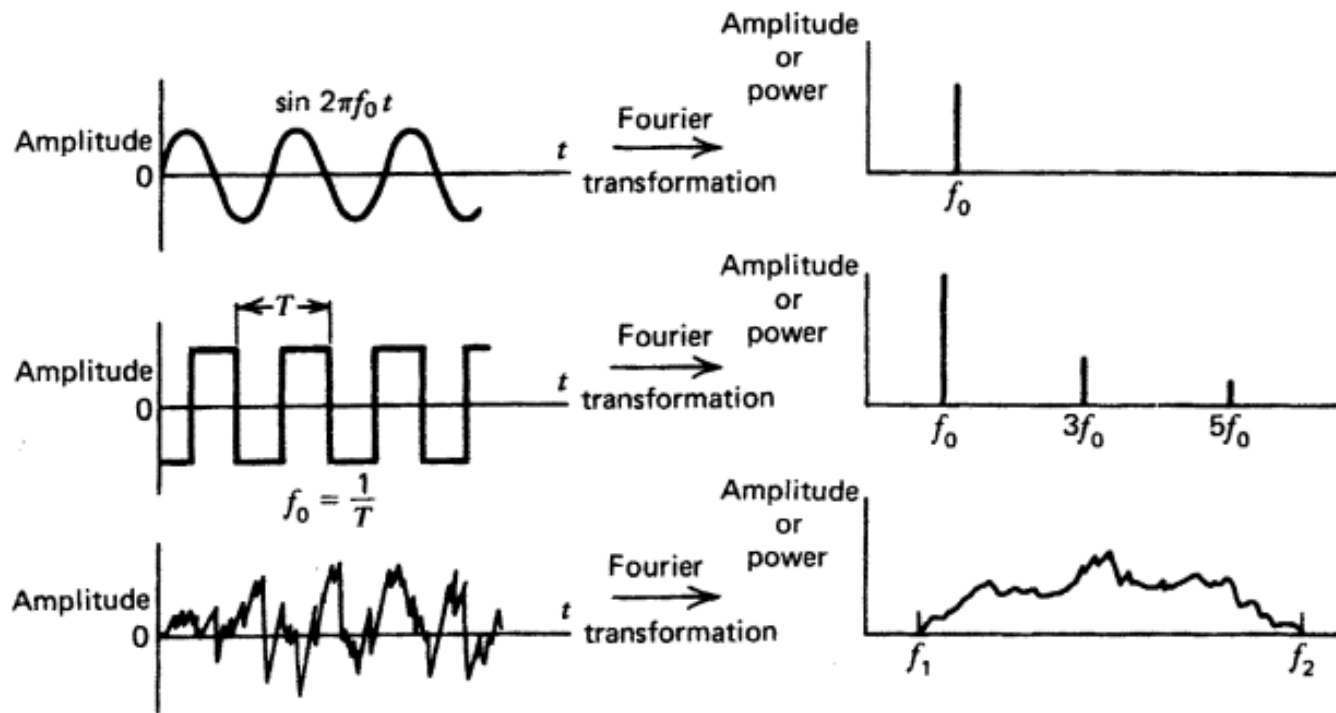 Amplitude
or
power
sin 2πf₀ t
Amplitude
0
t
Fourier
transformation
f₀
Amplitude
or
power
T
Amplitude
0
t
Fourier
transformation
f₀
3f₀
5f₀
f₀ = 1/T
Amplitude
or
power
Amplitude
0
t
Fourier
transformation
f₁
f₂